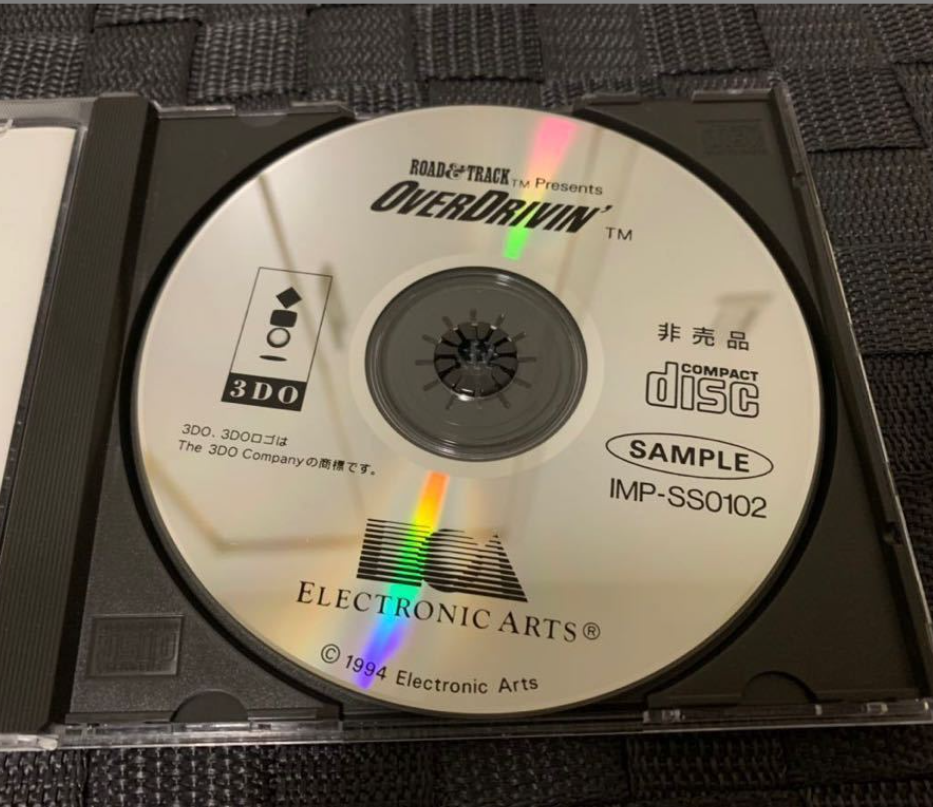 ROAD&TRACK™ Presents
OVERDRIVIN'™
3DO
3DO、3DOロゴは
The 3DO Companyの商標です。
非売品
COMPACT
disc
SAMPLE
IMP-SS0102
EA
ELECTRONIC ARTS®
© 1994 Electronic Arts